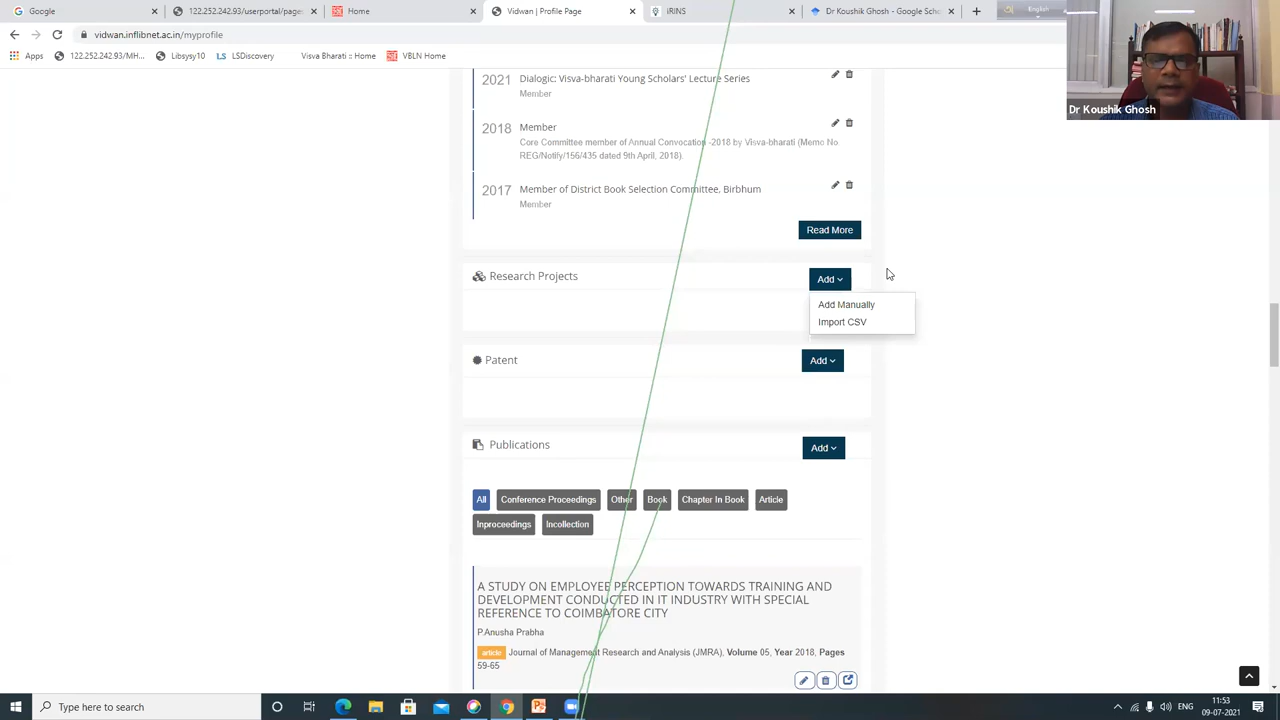 Google
122.252.242.93/userportal/page
Home
Vidwan | Profile Page
iRINS
Dr Koushik Ghosh - Google Scho
English
vidwan.inflibnet.ac.in/myprofile
Apps
122.252.242.93/MH...
Libsysy10
LS LSDiscovery
Visva Bharati :: Home
VBLN Home
Dr Koushik Ghosh
2021 Dialogic: Visva-bharati Young Scholars' Lecture Series
Member
2018 Member
Core Committee member of Annual Convocation -2018 by Visva-bharati (Memo No
REG/Notify/156/435 dated 9th April, 2018).
2017 Member of District Book Selection Committee, Birbhum
Member
Read More
Research Projects
Add
Add Manually
Import CSV
Patent
Add
Publications
Add
All Conference Proceedings Other Book Chapter In Book Article
Inproceedings Incollection
A STUDY ON EMPLOYEE PERCEPTION TOWARDS TRAINING AND
DEVELOPMENT CONDUCTED IN IT INDUSTRY WITH SPECIAL
REFERENCE TO COIMBATORE CITY
P.Anusha Prabha
article Journal of Management Research and Analysis (JMRA), Volume 05, Year 2018, Pages
59-65
Type here to search
ENG
11:53
09-07-2021